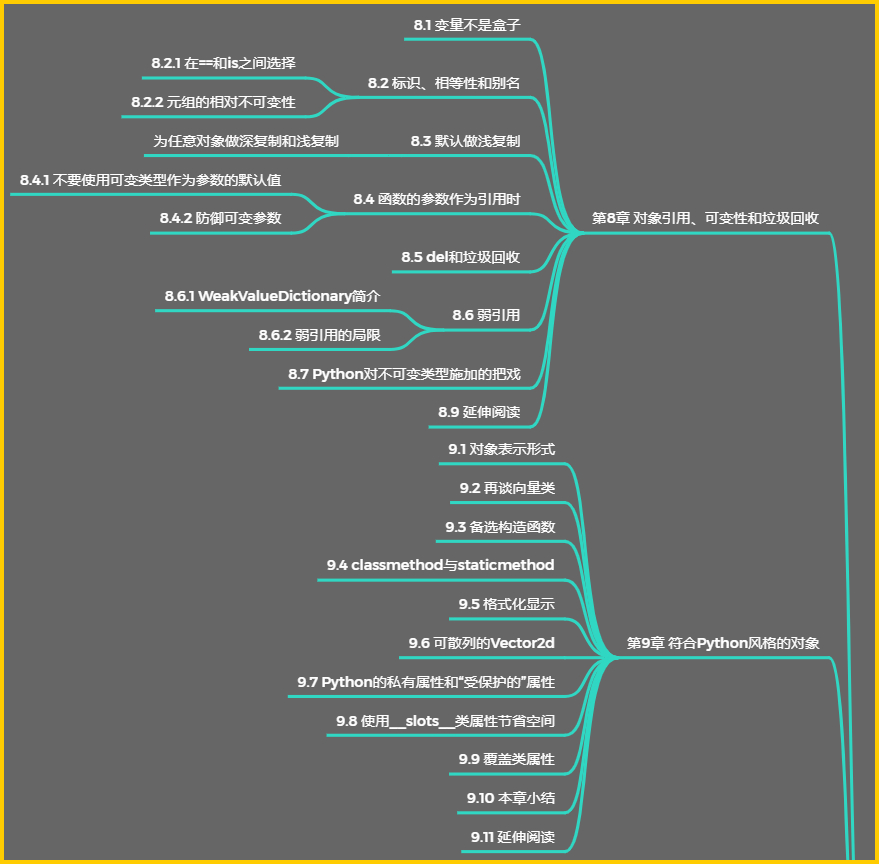 8.1 变量不是盒子
8.2.1 在==和is之间选择
8.2 标识、相等性和别名
8.2.2 元组的相对不可变性
为任意对象做深复制和浅复制
8.3 默认做浅复制
8.4.1 不要使用可变类型作为参数的默认值
8.4 函数的参数作为引用时
8.4.2 防御可变参数
第8章 对象引用、可变性和垃圾回收
8.5 del和垃圾回收
8.6.1 WeakValueDictionary简介
8.6 弱引用
8.6.2 弱引用的局限
8.7 Python对不可变类型施加的把戏
8.9 延伸阅读
9.1 对象表示形式
9.2 再谈向量类
9.3 备选构造函数
9.4 classmethod与staticmethod
9.5 格式化显示
9.6 可散列的Vector2d
第9章 符合Python风格的对象
9.7 Python的私有属性和“受保护的”属性
9.8 使用__slots__类属性节省空间
9.9 覆盖类属性
9.10 本章小结
9.11 延伸阅读